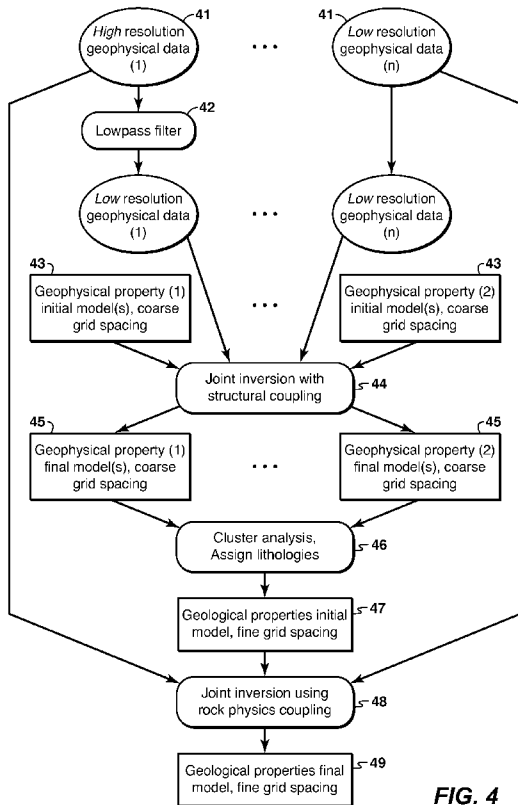 41
High resolution
geophysical data
(1)
...
41
Low resolution
geophysical data
(n)
42
Lowpass filter
Low resolution
geophysical data
(1)
...
Low resolution
geophysical data
(n)
43
Geophysical property (1)
initial model(s), coarse
grid spacing
...
43
Geophysical property (2)
initial model(s), coarse
grid spacing
Joint inversion with
structural coupling
44
45
Geophysical property (1)
final model(s), coarse
grid spacing
...
45
Geophysical property (2)
final model(s), coarse
grid spacing
Cluster analysis,
Assign lithologies
46
Geological properties initial
model, fine grid spacing
47
Joint inversion using
rock physics coupling
48
Geological properties final
model, fine grid spacing
49
FIG. 4